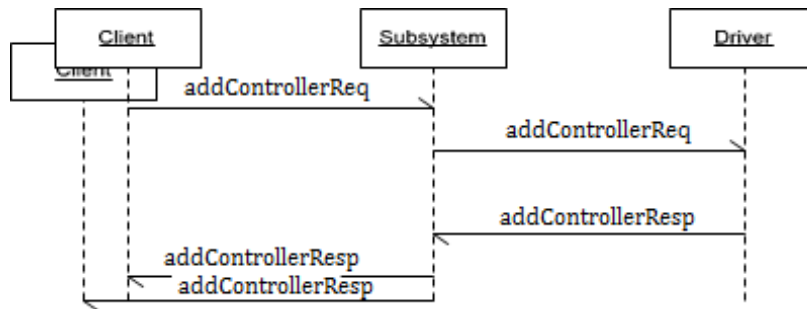 Client
Subsystem
Driver
Client
addControllerReq
addControllerReq
addControllerResp
addControllerResp
addControllerResp